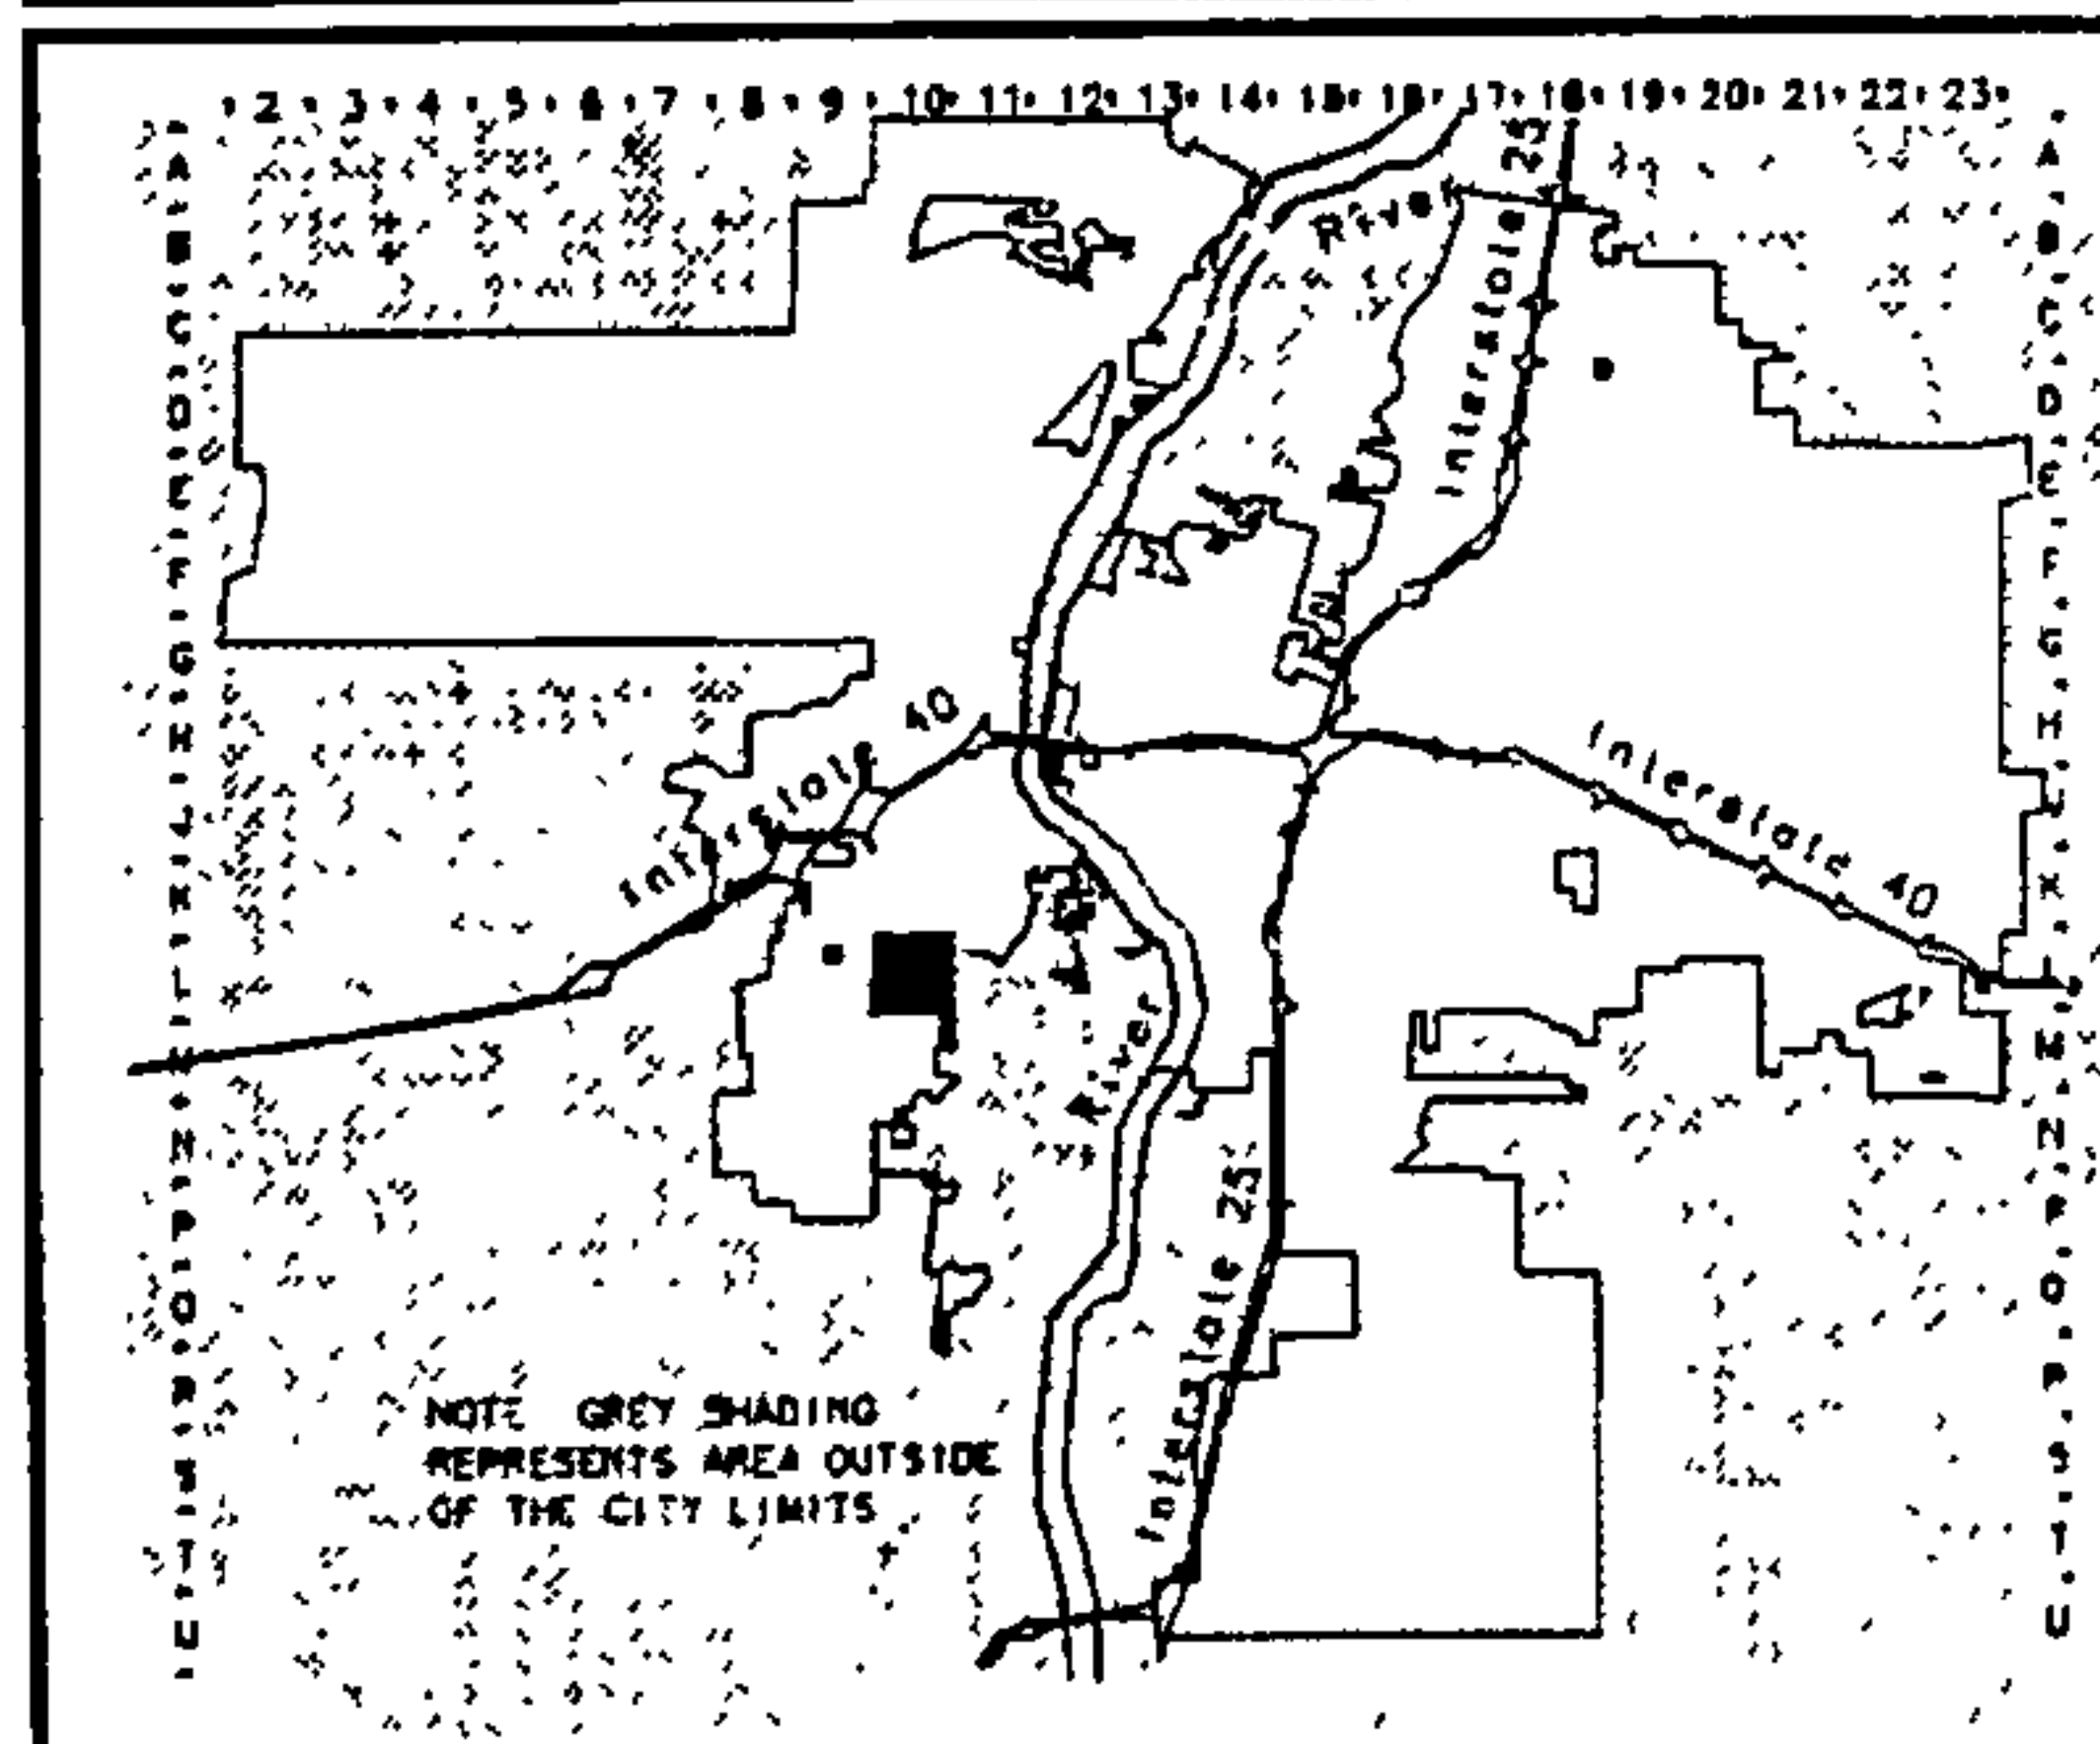 2 3 4 5 6 7 8 9 10 11 12 13 14 15 16 17 18 19 20 21 22 23
A
B
C
D
E
F
G
H
J
K
L
M
N
P
Q
R
S
T
U
River
Interstate 25
Interstate 40
Interstate 40
River
Interstate 25
NOTE GREY SHADING
REPRESENTS AREA OUTSIDE
OF THE CITY LIMITS
A
B
C
D
E
F
G
H
J
K
L
M
N
P
Q
R
S
T
U